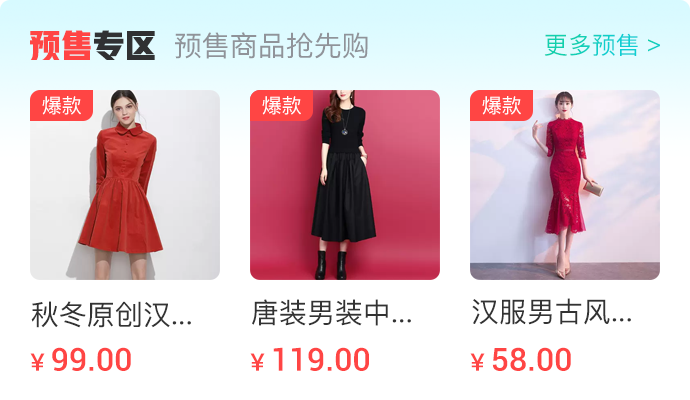 预售专区 预售商品抢先购 更多预售 >
爆款 爆款 爆款
秋冬原创汉... 唐装男装中... 汉服男古风...
¥ 99.00 ¥ 119.00 ¥ 58.00